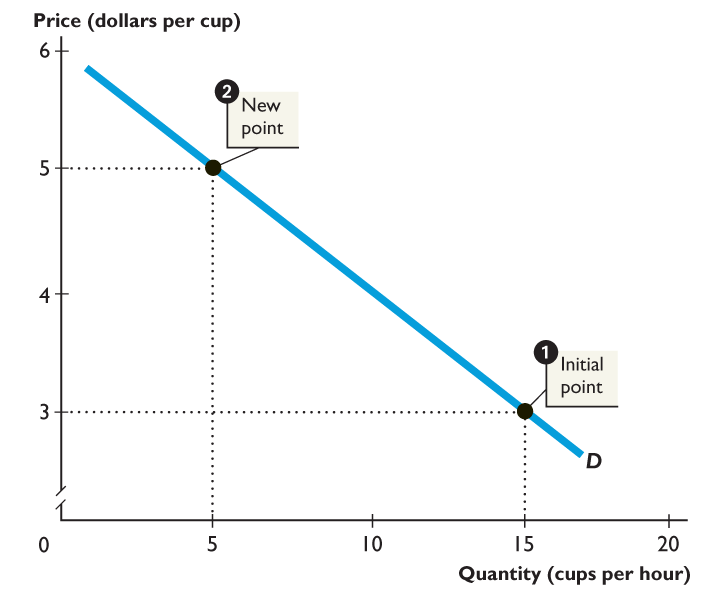 Price (dollars per cup)
6
2
New
point
5
4
1
Initial
point
3
D
0
5
10
15
20
Quantity (cups per hour)